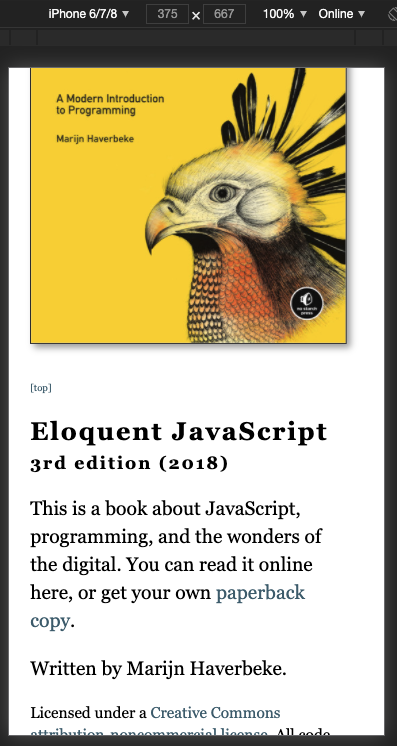 iPhone 6/7/8 ▼ 375 × 667 100% ▼ Online ▼
A Modern Introduction
to Programming
Marijn Haverbeke
no starch
press
[top]
Eloquent JavaScript
3rd edition (2018)
This is a book about JavaScript,
programming, and the wonders of
the digital. You can read it online
here, or get your own paperback
copy.
Written by Marijn Haverbeke.
Licensed under a Creative Commons
attribution-noncommercial license. All code